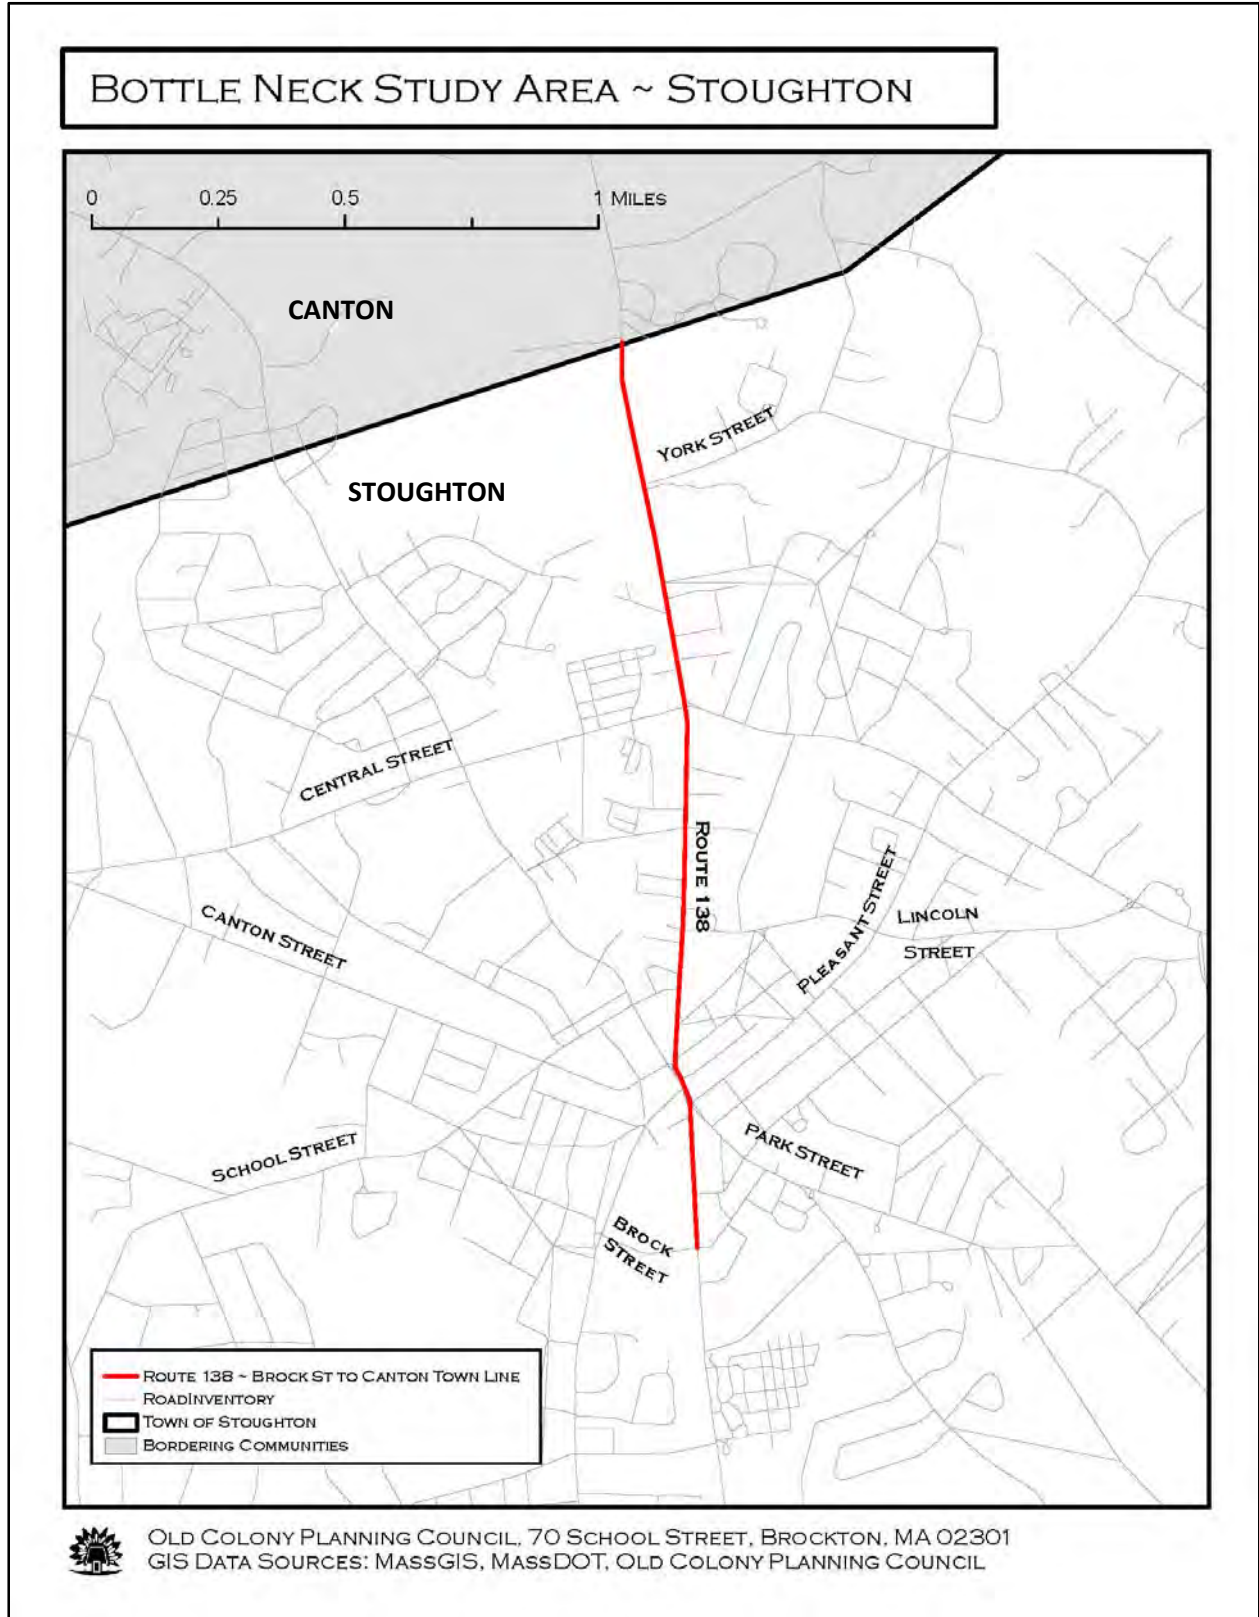 BOTTLE NECK STUDY AREA ~ STOUGHTON
0 0.25 0.5 1 MILES
CANTON
YORK STREET
STOUGHTON
CENTRAL STREET
ROUTE 138
PLEASANT STREET
LINCOLN
STREET
CANTON STREET
SCHOOL STREET
PARK STREET
BROCK
STREET
ROUTE 138 ~ BROCK ST TO CANTON TOWN LINE
ROADINVENTORY
TOWN OF STOUGHTON
BORDERING COMMUNITIES
OLD COLONY PLANNING COUNCIL, 70 SCHOOL STREET, BROCKTON, MA 02301
GIS DATA SOURCES: MASSGIS, MASSDOT, OLD COLONY PLANNING COUNCIL